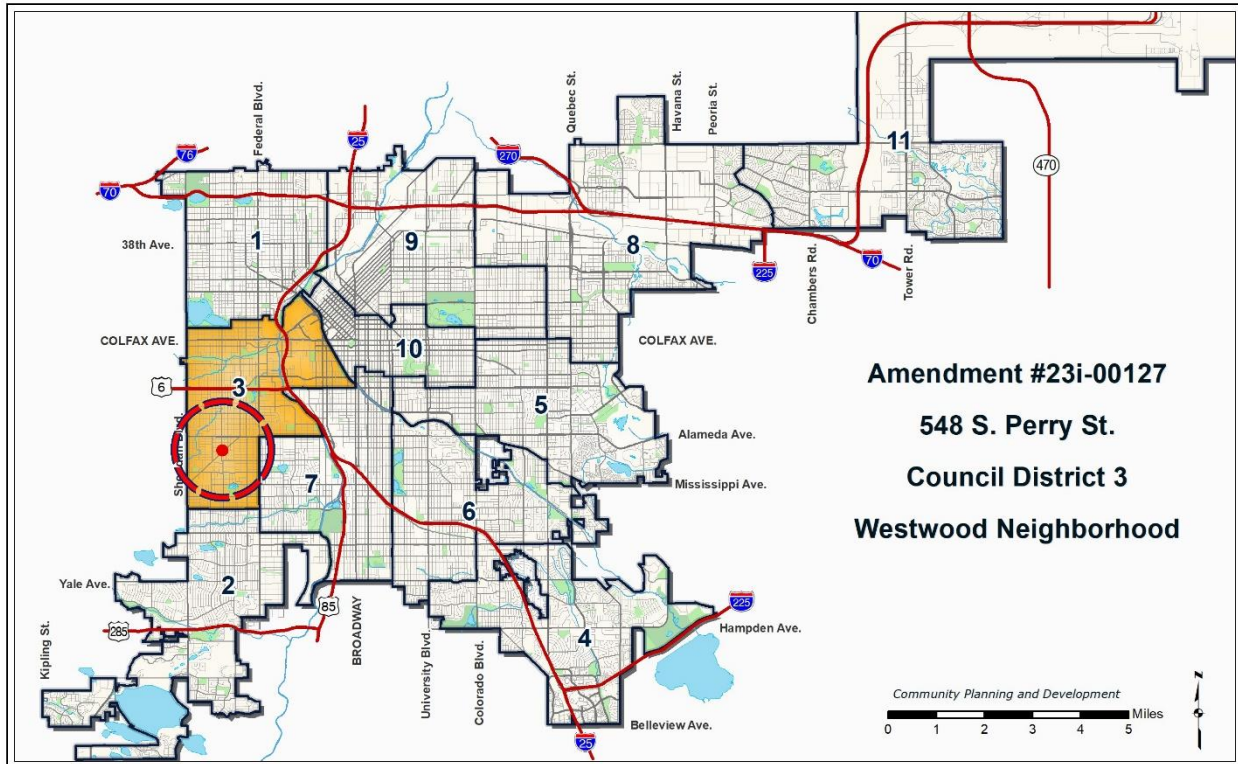 Federal Blvd.
25
Quebec St.
Havana St.
Peoria St.
76
70
270
11
470
38th Ave.
1
9
8
225
Chambers Rd.
70
Tower Rd.
COLFAX AVE.
10
COLFAX AVE.
6
3
5
Sheridan Blvd.
Alameda Ave.
7
Mississippi Ave.
6
Yale Ave.
2
85
BROADWAY
225
285
Kipling St.
University Blvd.
Colorado Blvd.
4
Hampden Ave.
Belleview Ave.
25
Amendment #23i-00127
548 S. Perry St.
Council District 3
Westwood Neighborhood
Community Planning and Development
0 1 2 3 4 5 Miles
N